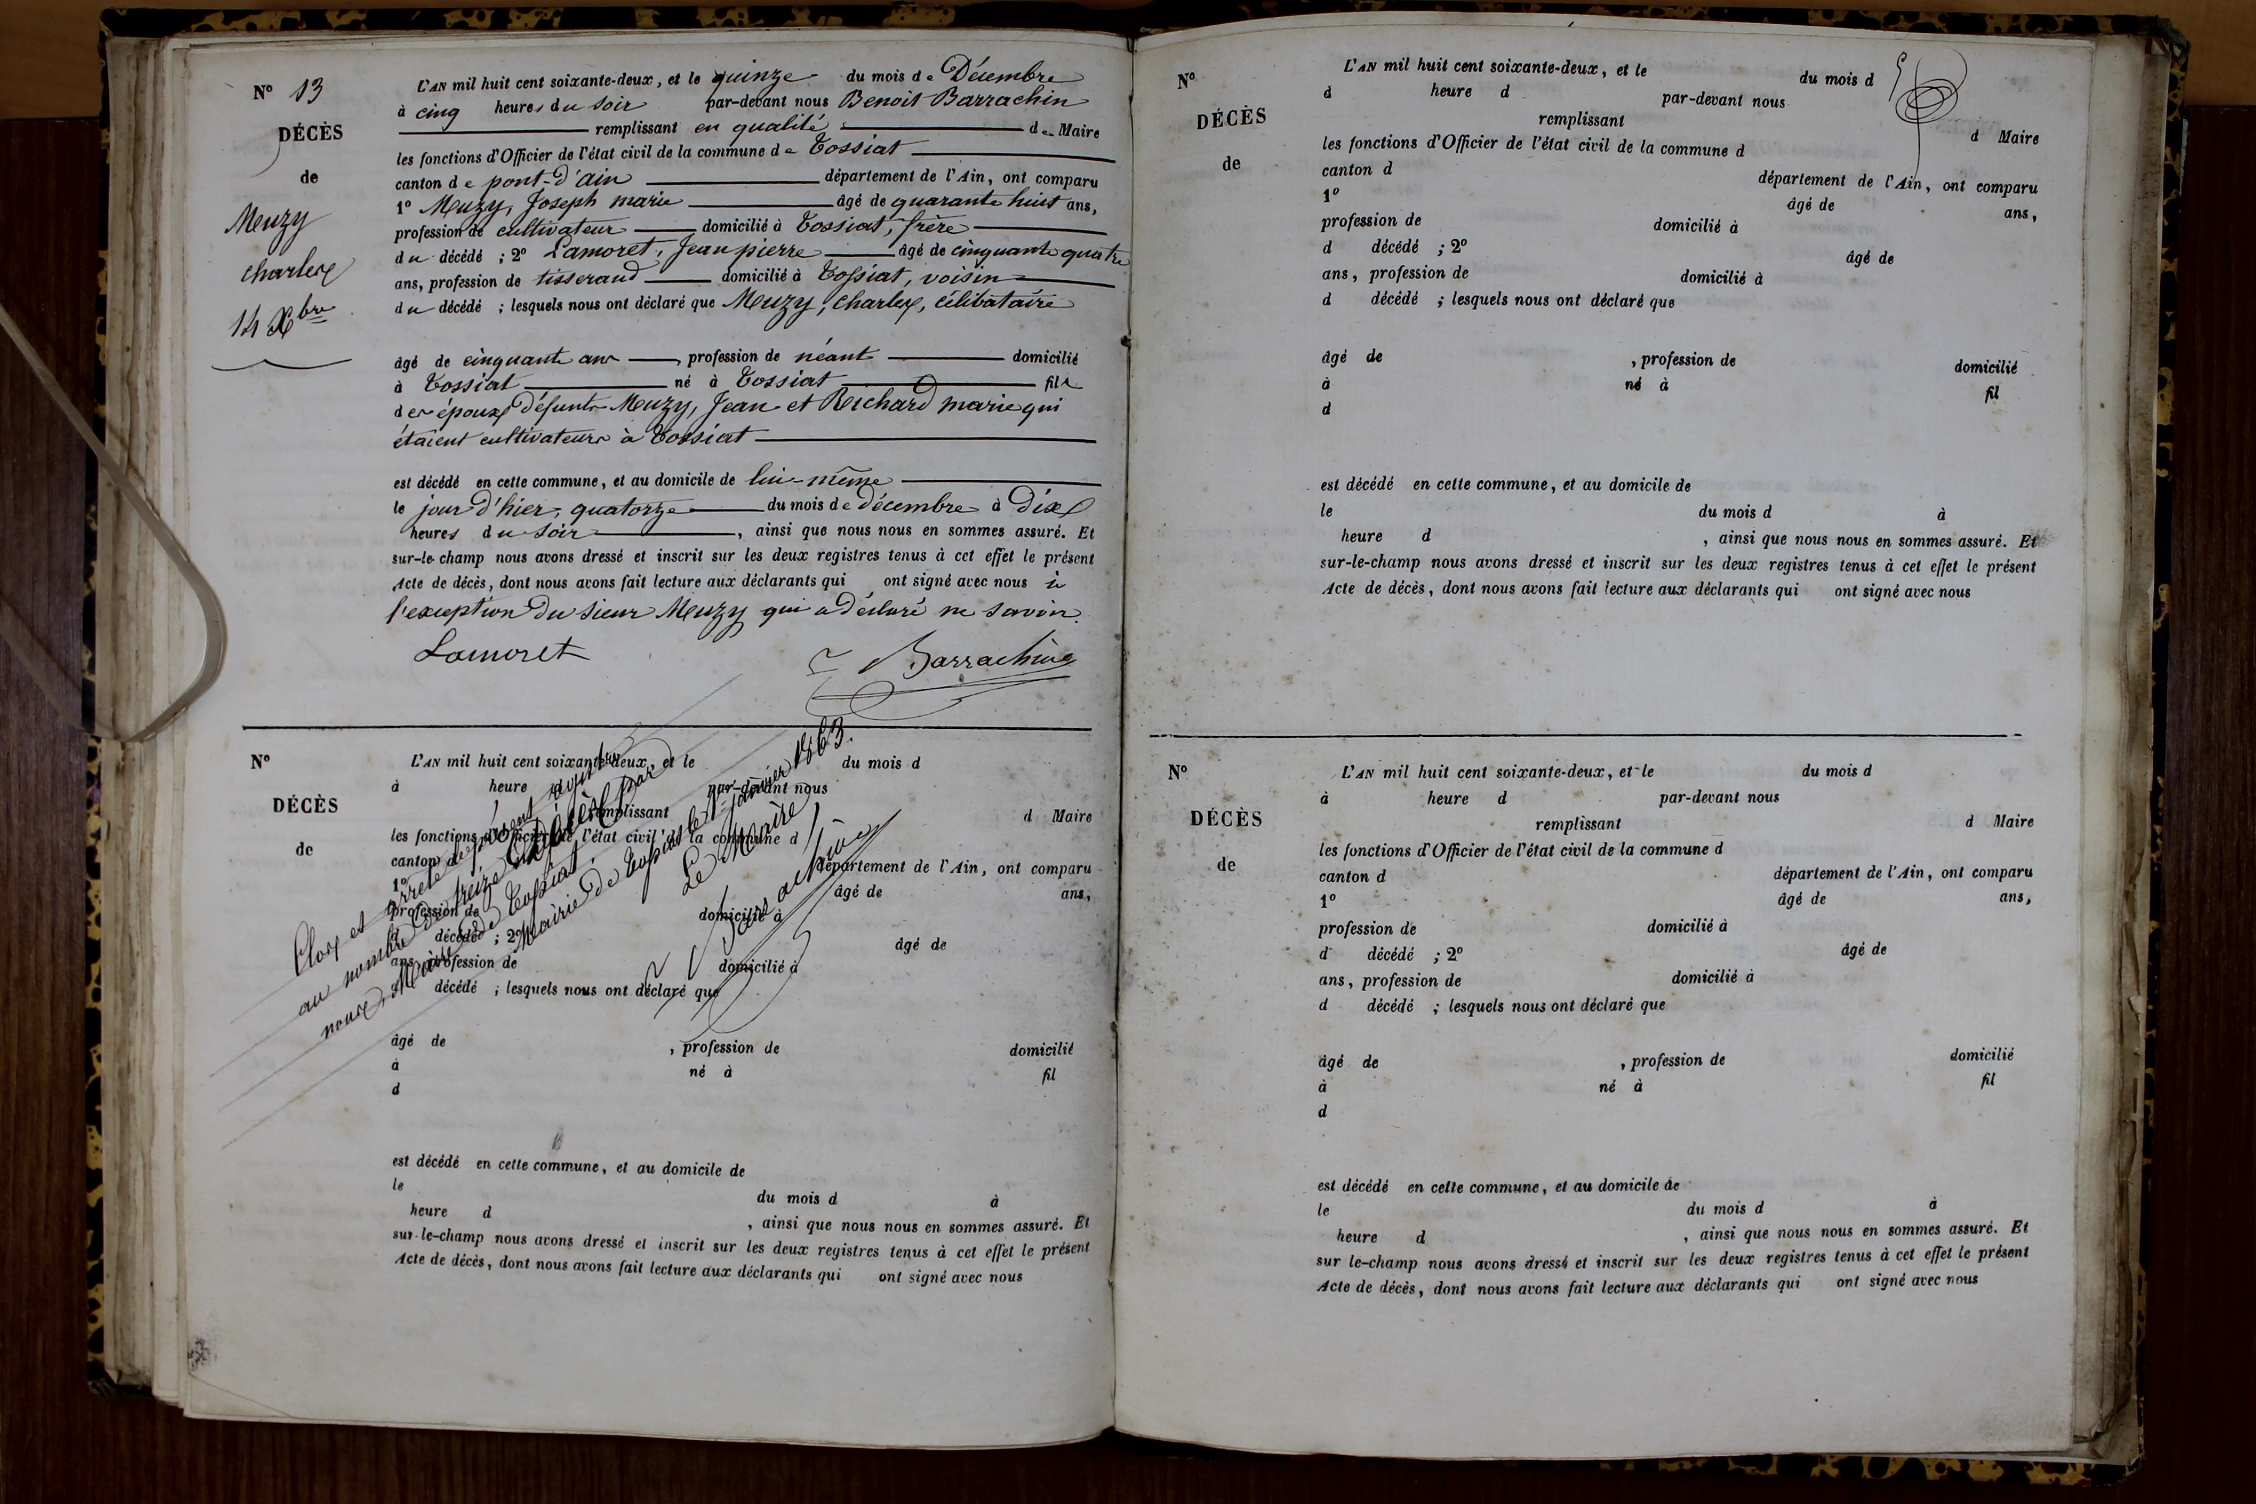 N° 13
DÉCÈS
de
Meuzy
charles
14 Xbre
L'AN mil huit cent soixante-deux, et le quinze du mois de Décembre
à cinq heures du soir par-devant nous Benoit Barrachin
remplissant en qualité de Maire
les fonctions d'Officier de l'état civil de la commune de Tossiat
canton de pont-d'ain département de l'Ain, ont comparu
1° Meuzy, Joseph marie âgé de quarante huit ans,
profession de cultivateur domicilié à Tossiat, frère
du décédé ; 2° Lamoret, Jean pierre âgé de cinquante quatre
ans, profession de tisserand domicilié à Tossiat, voisin
du décédé ; lesquels nous ont déclaré que Meuzy, charles, célibataire
âgé de cinquante ans, profession de néant domicilié
à Tossiat né à Tossiat fils
des époux défunts Meuzy, Jean et Richard marie qui
étaient cultivateurs à Tossiat
est décédé en cette commune, et au domicile de lui-même
le jour d'hier, quatorze du mois de décembre à Dix
heures du soir, ainsi que nous nous en sommes assuré. Et
sur-le-champ nous avons dressé et inscrit sur les deux registres tenus à cet effet le présent
Acte de décès, dont nous avons fait lecture aux déclarants qui ont signé avec nous à
l'exception du sieur Meuzy qui a déclaré ne savoir.
Lamoret Barrachin
N°
DÉCÈS
de
L'AN mil huit cent soixante-deux, et le du mois d
à heure d par-devant nous
remplissant d Maire
les fonctions d'Officier de l'état civil de la commune d
canton d département de l'Ain, ont comparu
1° âgé de ans,
profession de domicilié à
d décédé ; 2° âgé de
ans, profession de domicilié à
d décédé ; lesquels nous ont déclaré que
âgé de , profession de domicilié
à né à fil
d
est décédé en cette commune, et au domicile de
le du mois d à
heure d , ainsi que nous nous en sommes assuré. Et
sur-le-champ nous avons dressé et inscrit sur les deux registres tenus à cet effet le présent
Acte de décès, dont nous avons fait lecture aux déclarants qui ont signé avec nous
Clos et arrêté le présent registre
au nombre de treize Décès par
nous, Maire de Tossiat.
Mairie de Tossiat le 1er janvier 1863.
Le Maire
Barrachin
N°
DÉCÈS
de
L'AN mil huit cent soixante-deux, et le du mois d
à heure d par-devant nous
remplissant d Maire
les fonctions d'Officier de l'état civil de la commune d
canton d département de l'Ain, ont comparu
1° âgé de ans,
profession de domicilié à
d décédé ; 2° âgé de
ans, profession de domicilié à
d décédé ; lesquels nous ont déclaré que
âgé de , profession de domicilié
à né à fil
d
est décédé en cette commune, et au domicile de
le du mois d à
heure d , ainsi que nous nous en sommes assuré. Et
sur-le-champ nous avons dressé et inscrit sur les deux registres tenus à cet effet le présent
Acte de décès, dont nous avons fait lecture aux déclarants qui ont signé avec nous
N°
DÉCÈS
de
L'AN mil huit cent soixante-deux, et le du mois d
à heure d par-devant nous
remplissant d Maire
les fonctions d'Officier de l'état civil de la commune d
canton d département de l'Ain, ont comparu
1° âgé de ans,
profession de domicilié à
d décédé ; 2° âgé de
ans, profession de domicilié à
d décédé ; lesquels nous ont déclaré que
âgé de , profession de domicilié
à né à fil
d
est décédé en cette commune, et au domicile de
le du mois d à
heure d , ainsi que nous nous en sommes assuré. Et
sur le-champ nous avons dressé et inscrit sur les deux registres tenus à cet effet le présent
Acte de décès, dont nous avons fait lecture aux déclarants qui ont signé avec nous